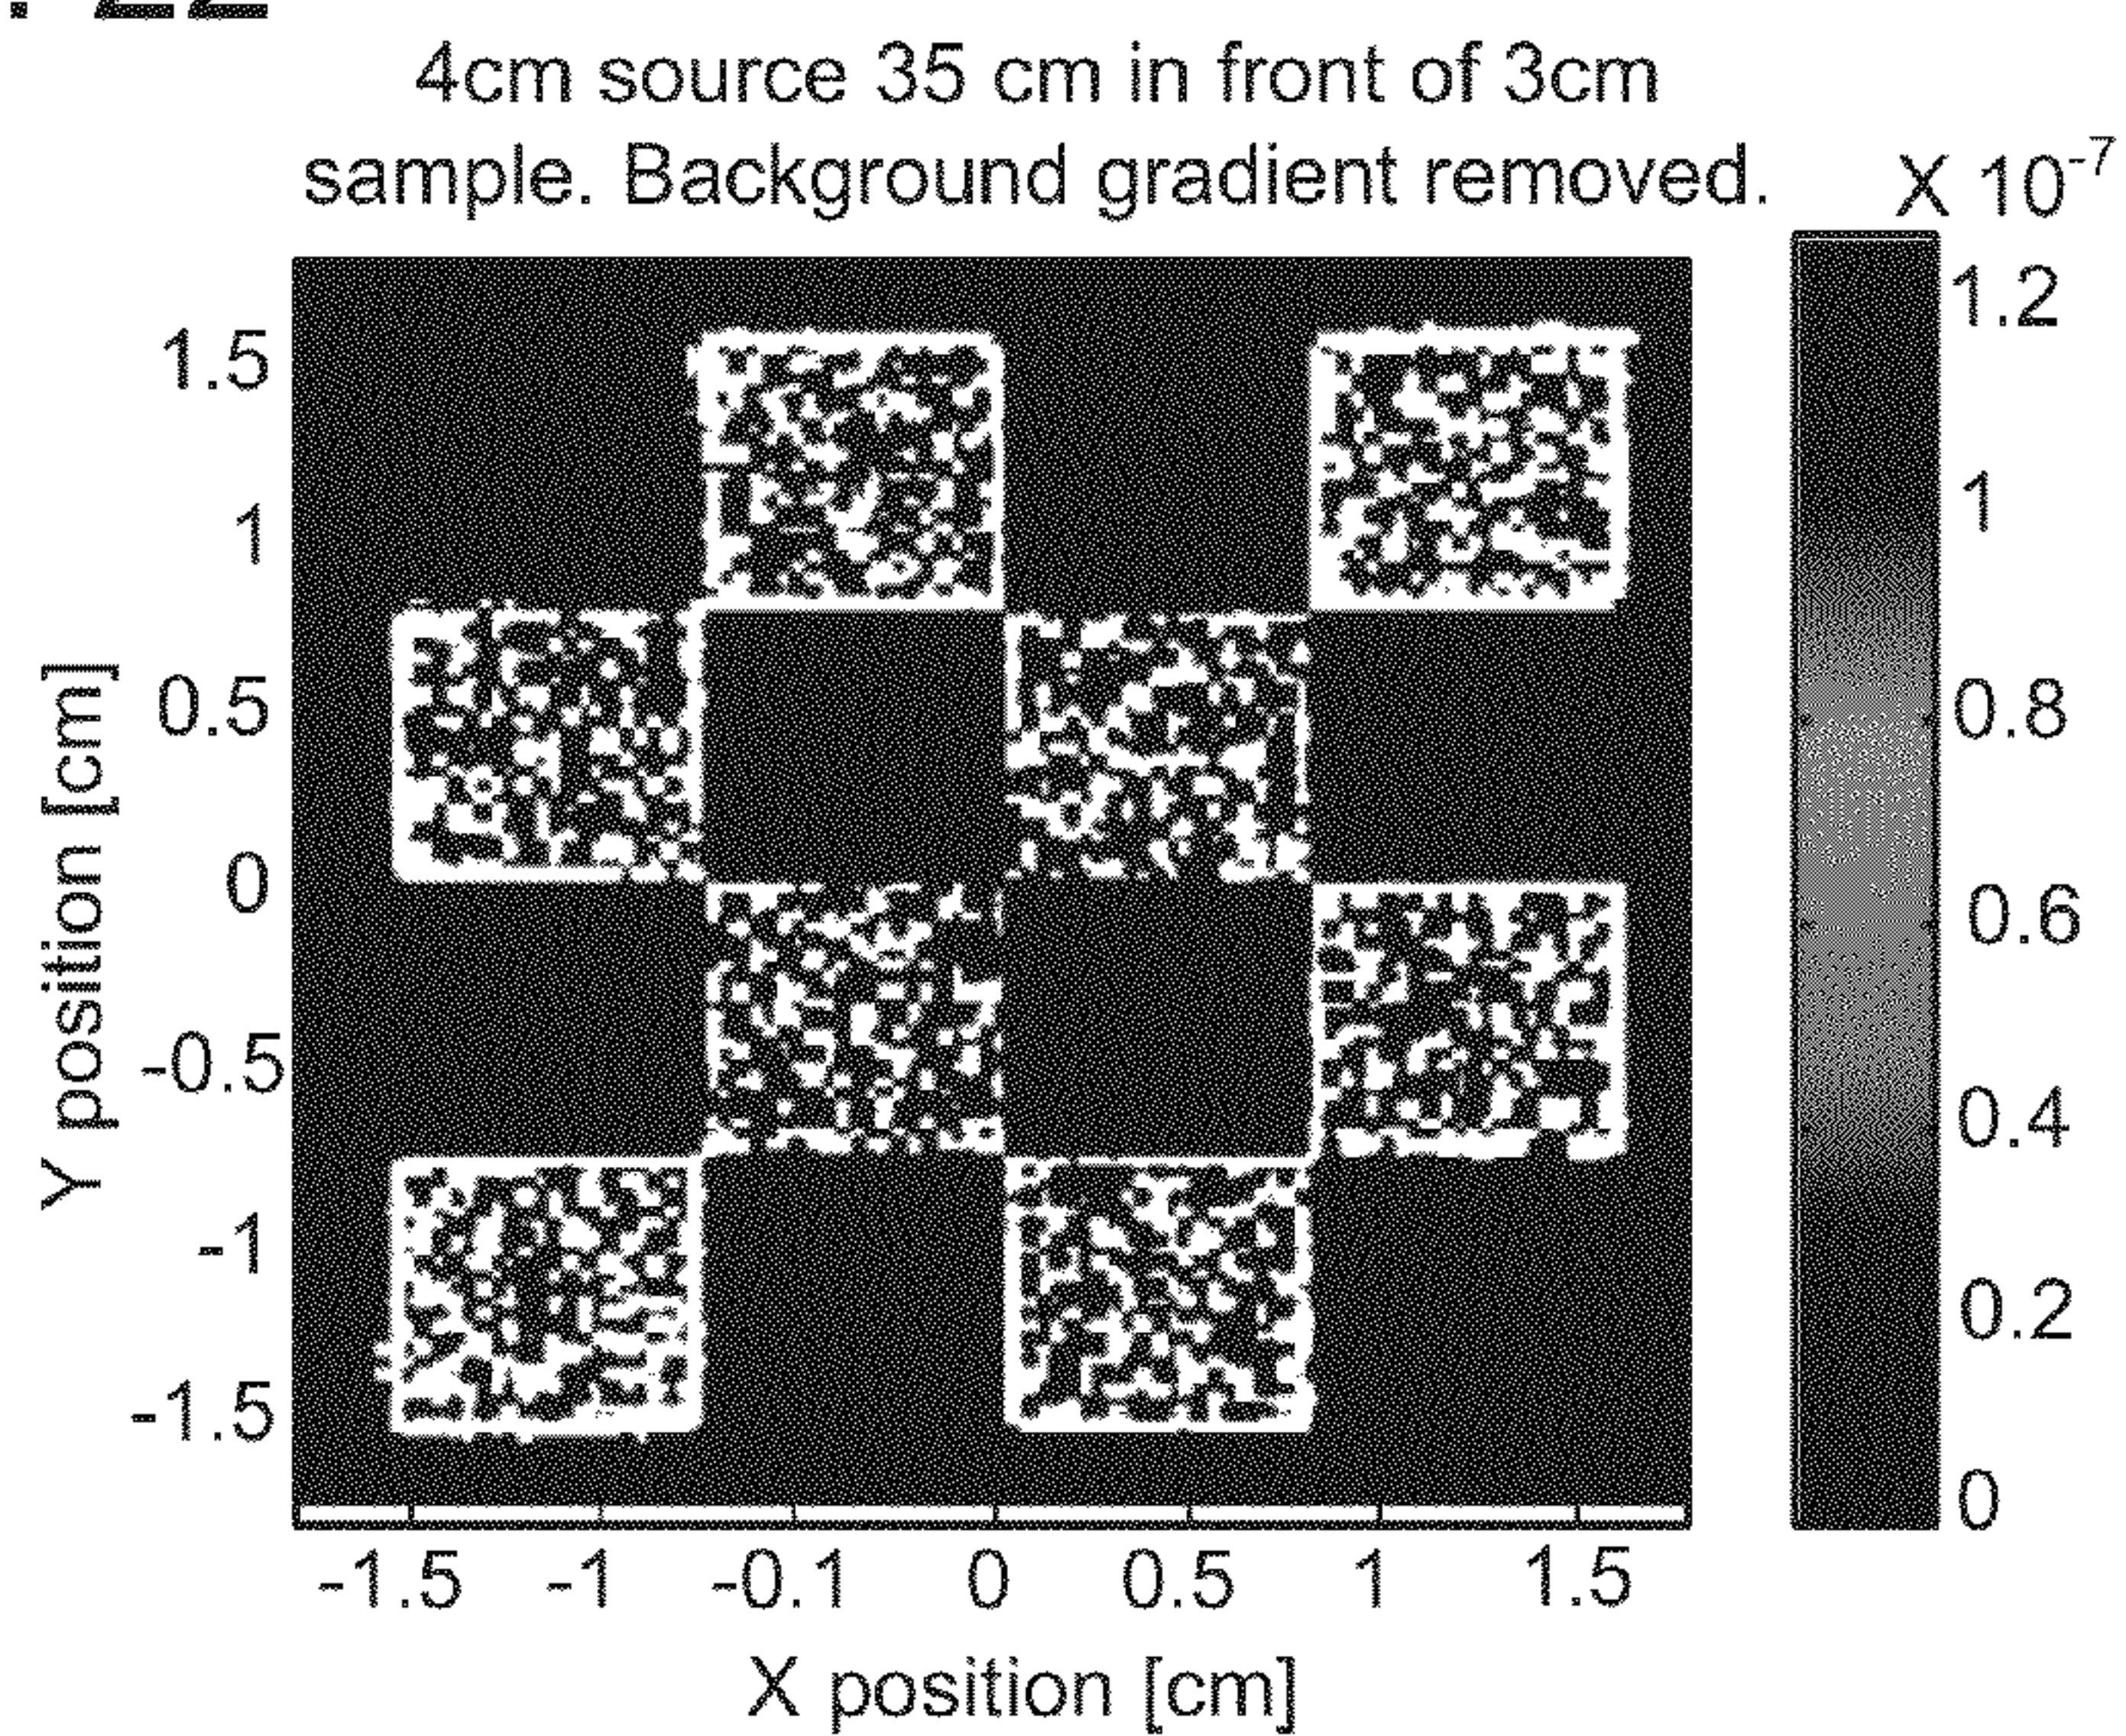 4cm source 35 cm in front of 3cm
sample. Background gradient removed.
X 10-7
1.2
1
0.8
0.6
0.4
0.2
0
Y position [cm]
1.5
1
0.5
0
-0.5
-1
-1.5
-1.5 -1 -0.1 0 0.5 1 1.5
X position [cm]